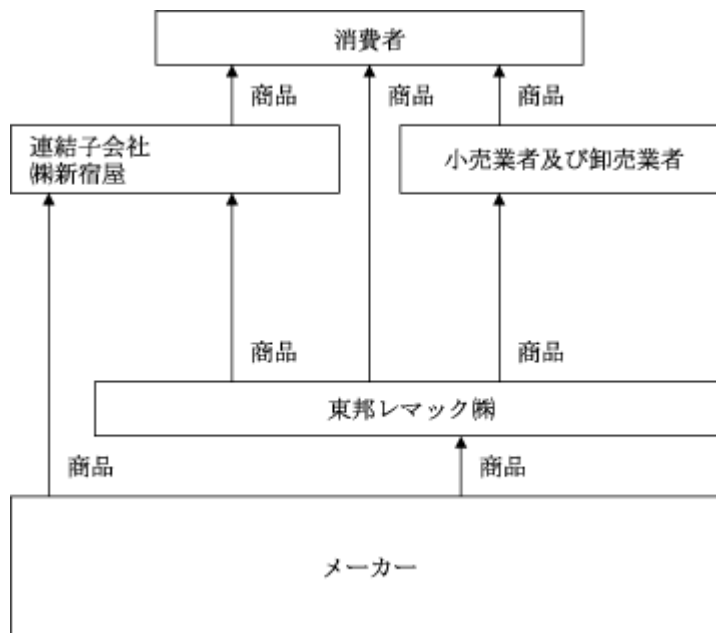 消費者
商品
商品
商品
連結子会社
㈱新宿屋
小売業者及び卸売業者
商品
商品
東邦レマック㈱
商品
商品
メーカー